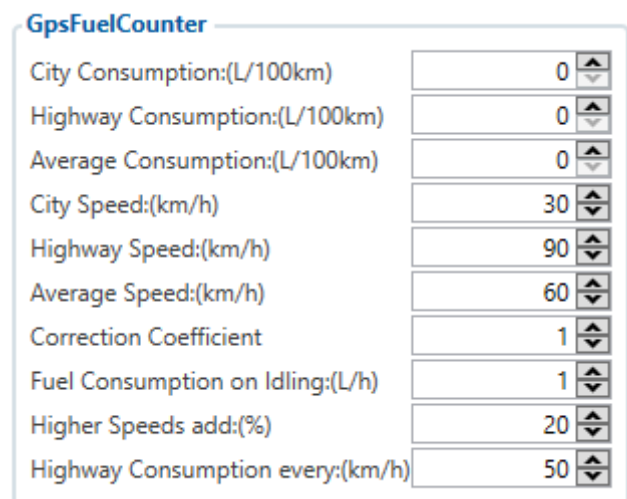 GpsFuelCounter
City Consumption:(L/100km) 0
Highway Consumption:(L/100km) 0
Average Consumption:(L/100km) 0
City Speed:(km/h) 30
Highway Speed:(km/h) 90
Average Speed:(km/h) 60
Correction Coefficient 1
Fuel Consumption on Idling:(L/h) 1
Higher Speeds add:(%) 20
Highway Consumption every:(km/h) 50